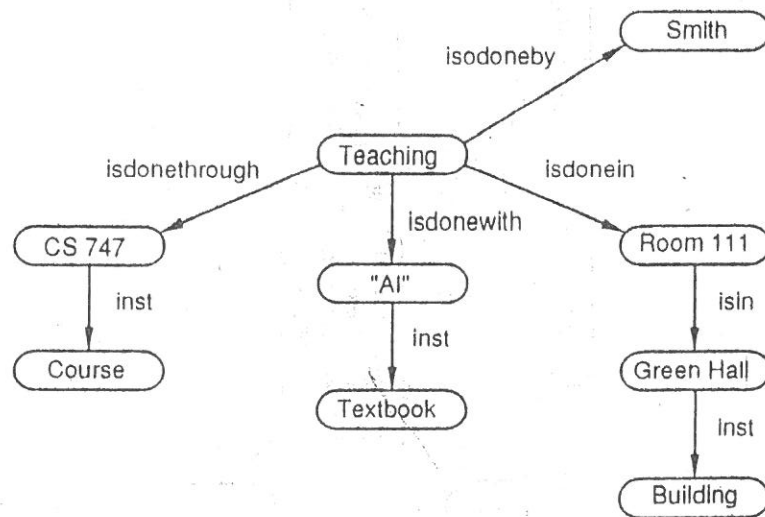 Smith
isodoneby
Teaching
isdonethrough
isdonein
isdonewith
CS 747
Room 111
"AI"
inst
isin
inst
Course
Green Hall
Textbook
inst
Building